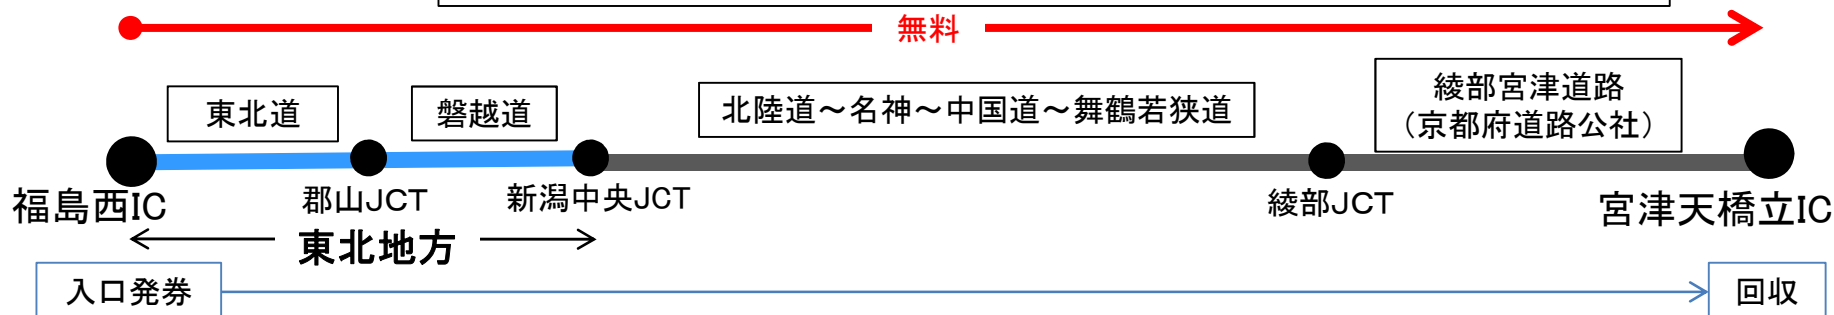 無料
東北道
磐越道
北陸道～名神～中国道～舞鶴若狭道
綾部宮津道路
（京都府道路公社）
福島西IC
郡山JCT
新潟中央JCT
綾部JCT
宮津天橋立IC
東北地方
入口発券
回収